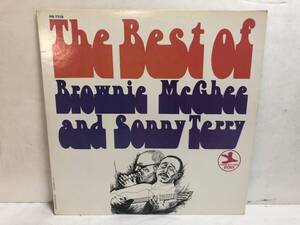 The Best of
Brownie McGhee
and Sonny Terry